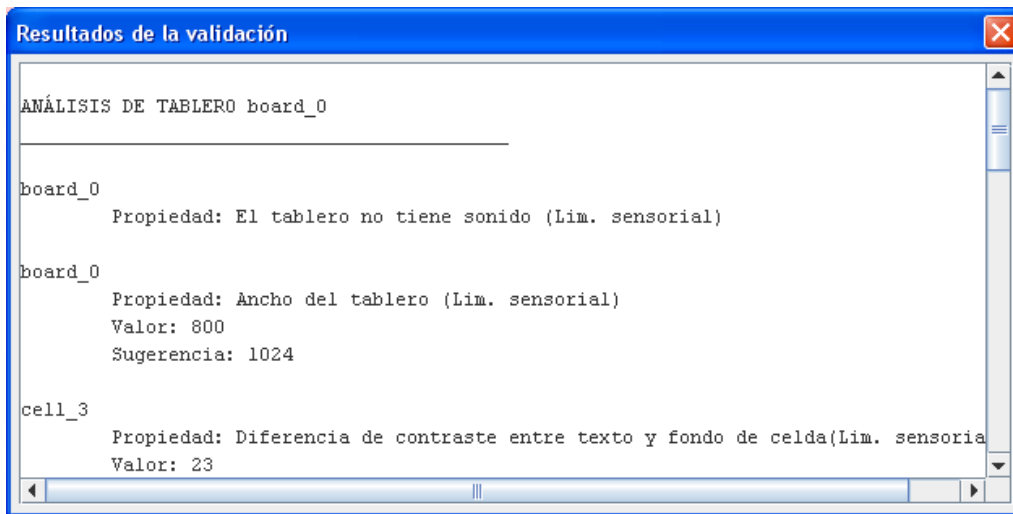 Resultados de la validación
ANÁLISIS DE TABLERO board_0
board_0
Propiedad: El tablero no tiene sonido (Lim. sensorial)
board_0
Propiedad: Ancho del tablero (Lim. sensorial)
Valor: 800
Sugerencia: 1024
cell_3
Propiedad: Diferencia de contraste entre texto y fondo de celda(Lim. sensoria
Valor: 23